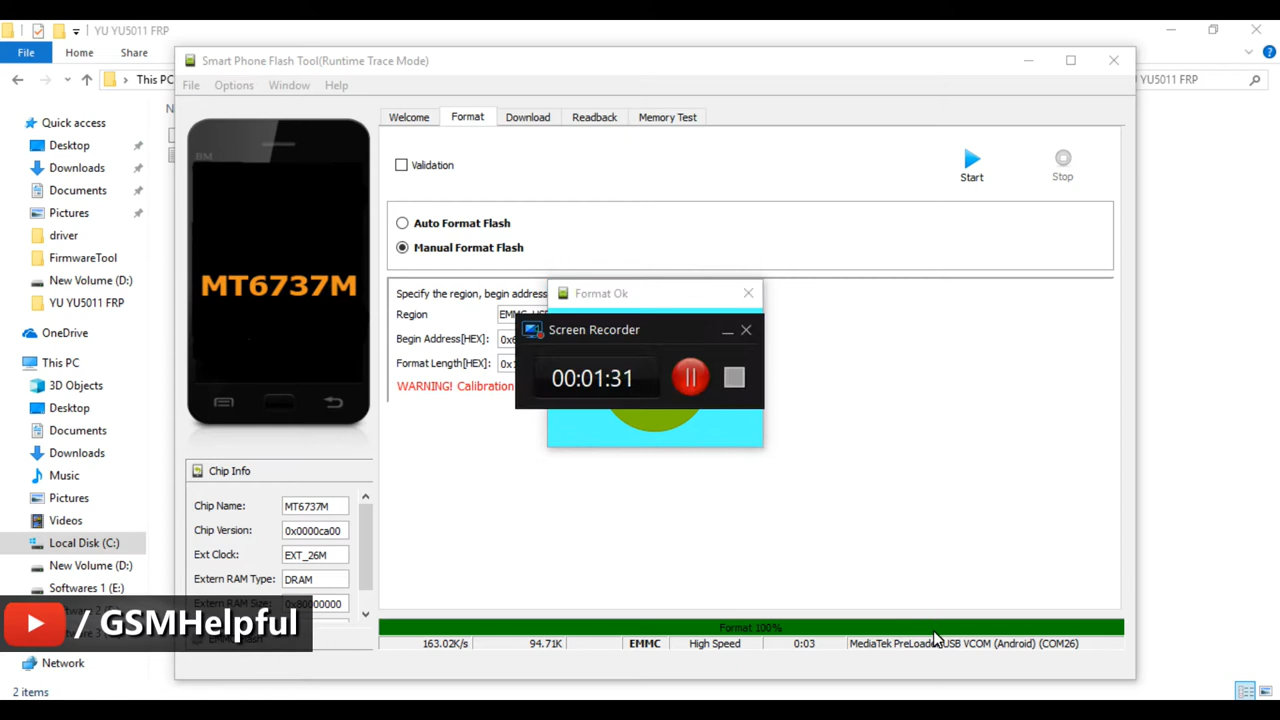 YU YU5011 FRP
File
Home
Share
This PC
YU5011 FRP
Quick access
Desktop
Downloads
Documents
Pictures
driver
FirmwareTool
New Volume (D:)
YU YU5011 FRP
OneDrive
This PC
3D Objects
Desktop
Documents
Downloads
Music
Pictures
Videos
Local Disk (C:)
New Volume (D:)
Softwares 1 (E:)
Network
2 items
Smart Phone Flash Tool(Runtime Trace Mode)
File
Options
Window
Help
BM
MT6737M
Chip Info
Chip Name:
MT6737M
Chip Version:
0x0000ca00
Ext Clock:
EXT_26M
Extern RAM Type:
DRAM
Extern RAM Size:
0x80000000
Welcome
Format
Download
Readback
Memory Test
Validation
Start
Stop
Auto Format Flash
Manual Format Flash
Specify the region, begin address
Region
Begin Address[HEX]:
Format Length[HEX]:
WARNING! Calibration
Format Ok
Screen Recorder
00:01:31
Format 100%
163.02K/s
94.71K
EMMC
High Speed
0:03
MediaTek PreLoader USB VCOM (Android) (COM26)
/ GSMHelpful